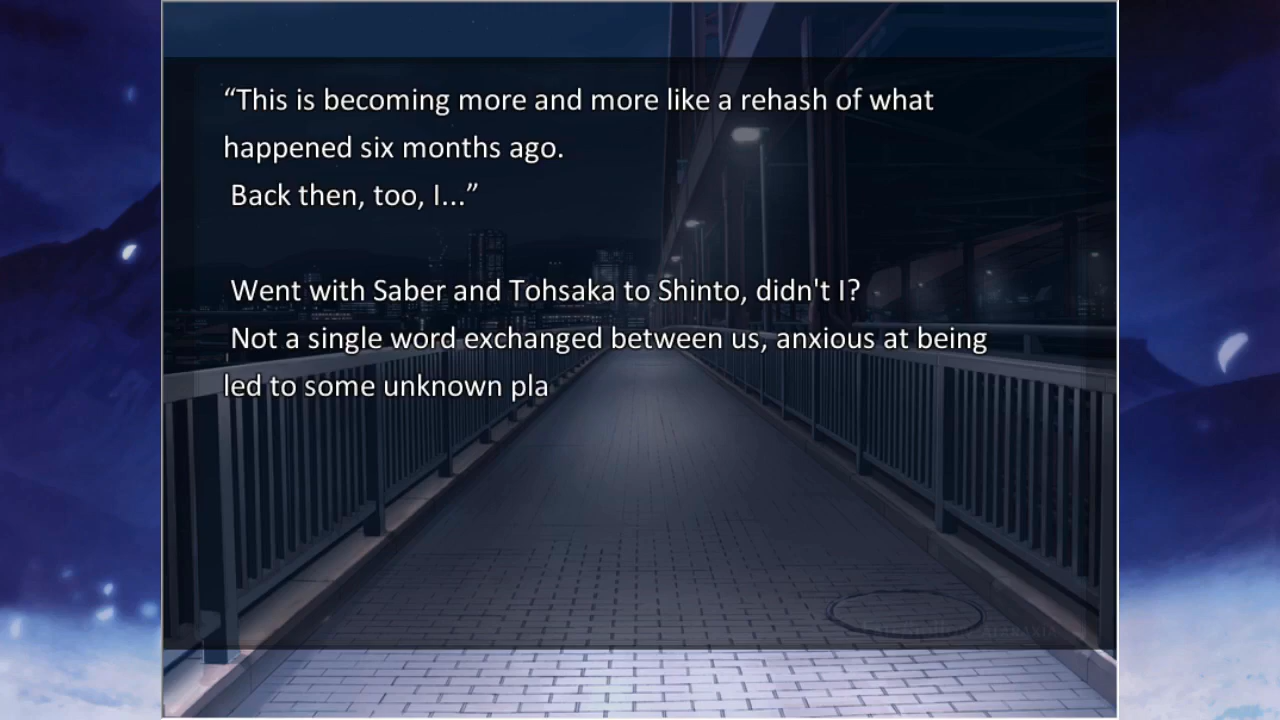 “This is becoming more and more like a rehash of what
happened six months ago.
Back then, too, I...”
Went with Saber and Tohsaka to Shinto, didn't I?
Not a single word exchanged between us, anxious at being
led to some unknown pla